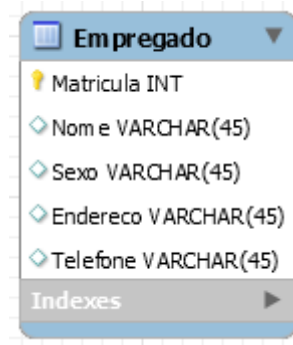 Empregado
Matricula INT
Nome VARCHAR(45)
Sexo VARCHAR(45)
Endereco VARCHAR(45)
Telefone VARCHAR(45)
Indexes